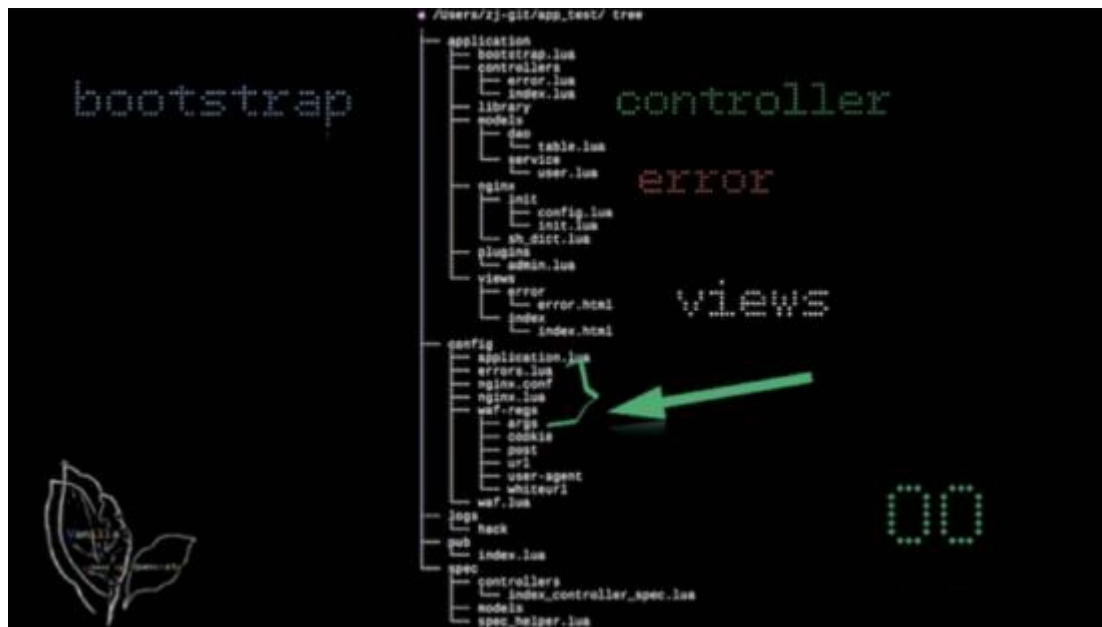 /Users/zj-git/app_test/ tree
├── application
│   ├── bootstrap.lua
│   ├── controllers
│   │   ├── error.lua
│   │   └── index.lua
│   ├── library
│   ├── models
│   │   ├── dao
│   │   │   └── table.lua
│   │   └── service
│   │       └── user.lua
│   ├── nginx
│   │   ├── init
│   │   │   ├── config.lua
│   │   │   └── init.lua
│   │   └── sh_dict.lua
│   ├── plugins
│   │   └── admin.lua
│   └── views
│       ├── error
│       │   └── error.html
│       └── index
│           └── index.html
├── config
│   ├── application.lua
│   ├── errors.lua
│   ├── nginx.conf
│   ├── nginx.lua
│   ├── waf-regs
│   │   ├── args
│   │   ├── cookie
│   │   ├── post
│   │   ├── url
│   │   ├── user-agent
│   │   └── whiteurl
│   └── waf.lua
├── logs
│   └── hack
├── pub
│   └── index.lua
└── spec
    ├── controllers
    │   └── index_controller_spec.lua
    ├── models
    └── spec_helper.lua
bootstrap
controller
error
views
OO
Vanilla